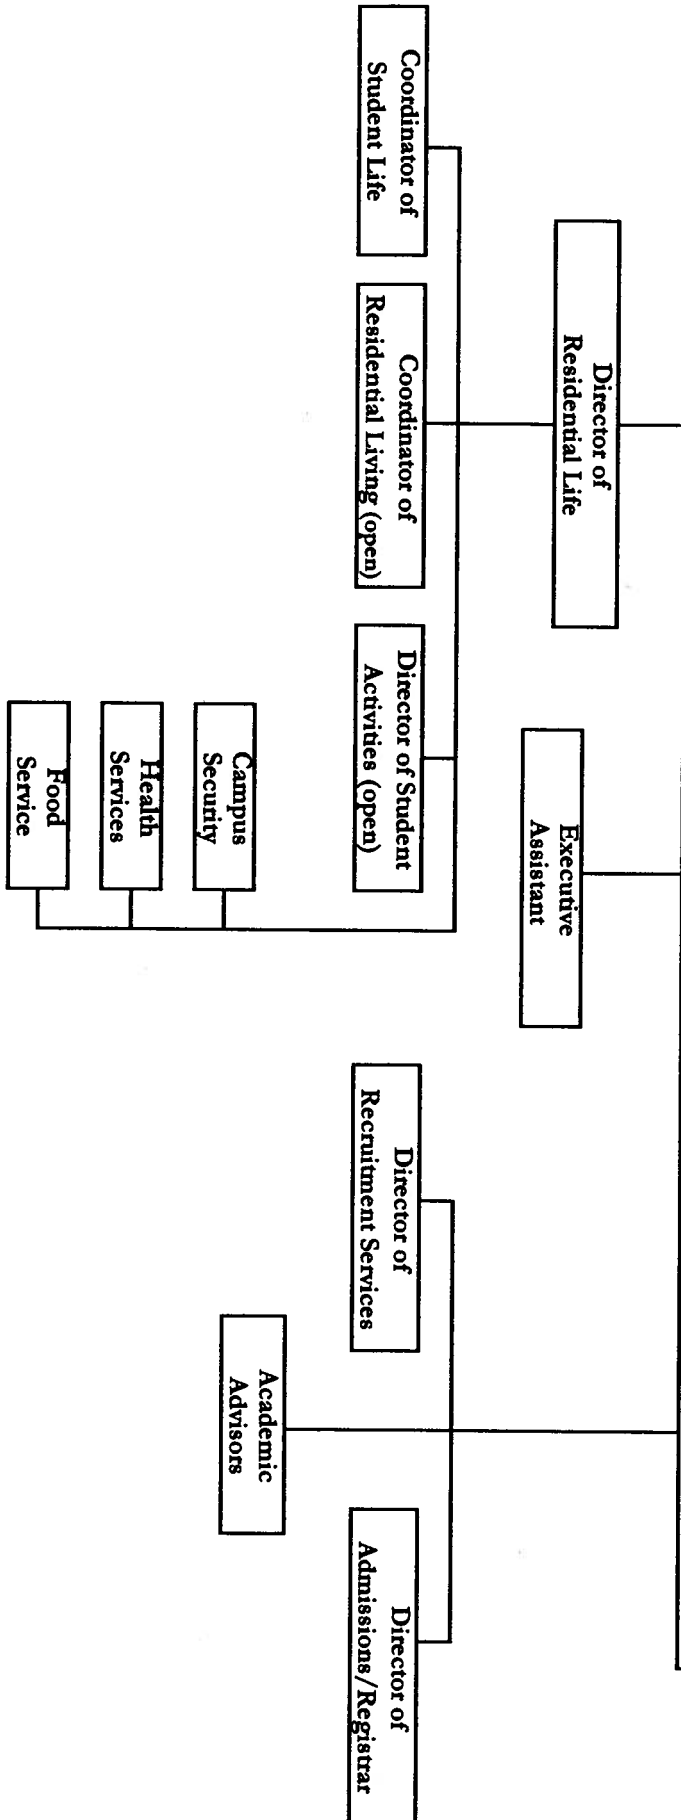 Director of
Residential Life
Executive
Assistant
Coordinator of
Student Life
Coordinator of
Residential Living (open)
Director of Student
Activities (open)
Director of
Recruitment Services
Director of
Admissions/Registrar
Campus
Security
Health
Services
Food
Service
Academic
Advisors